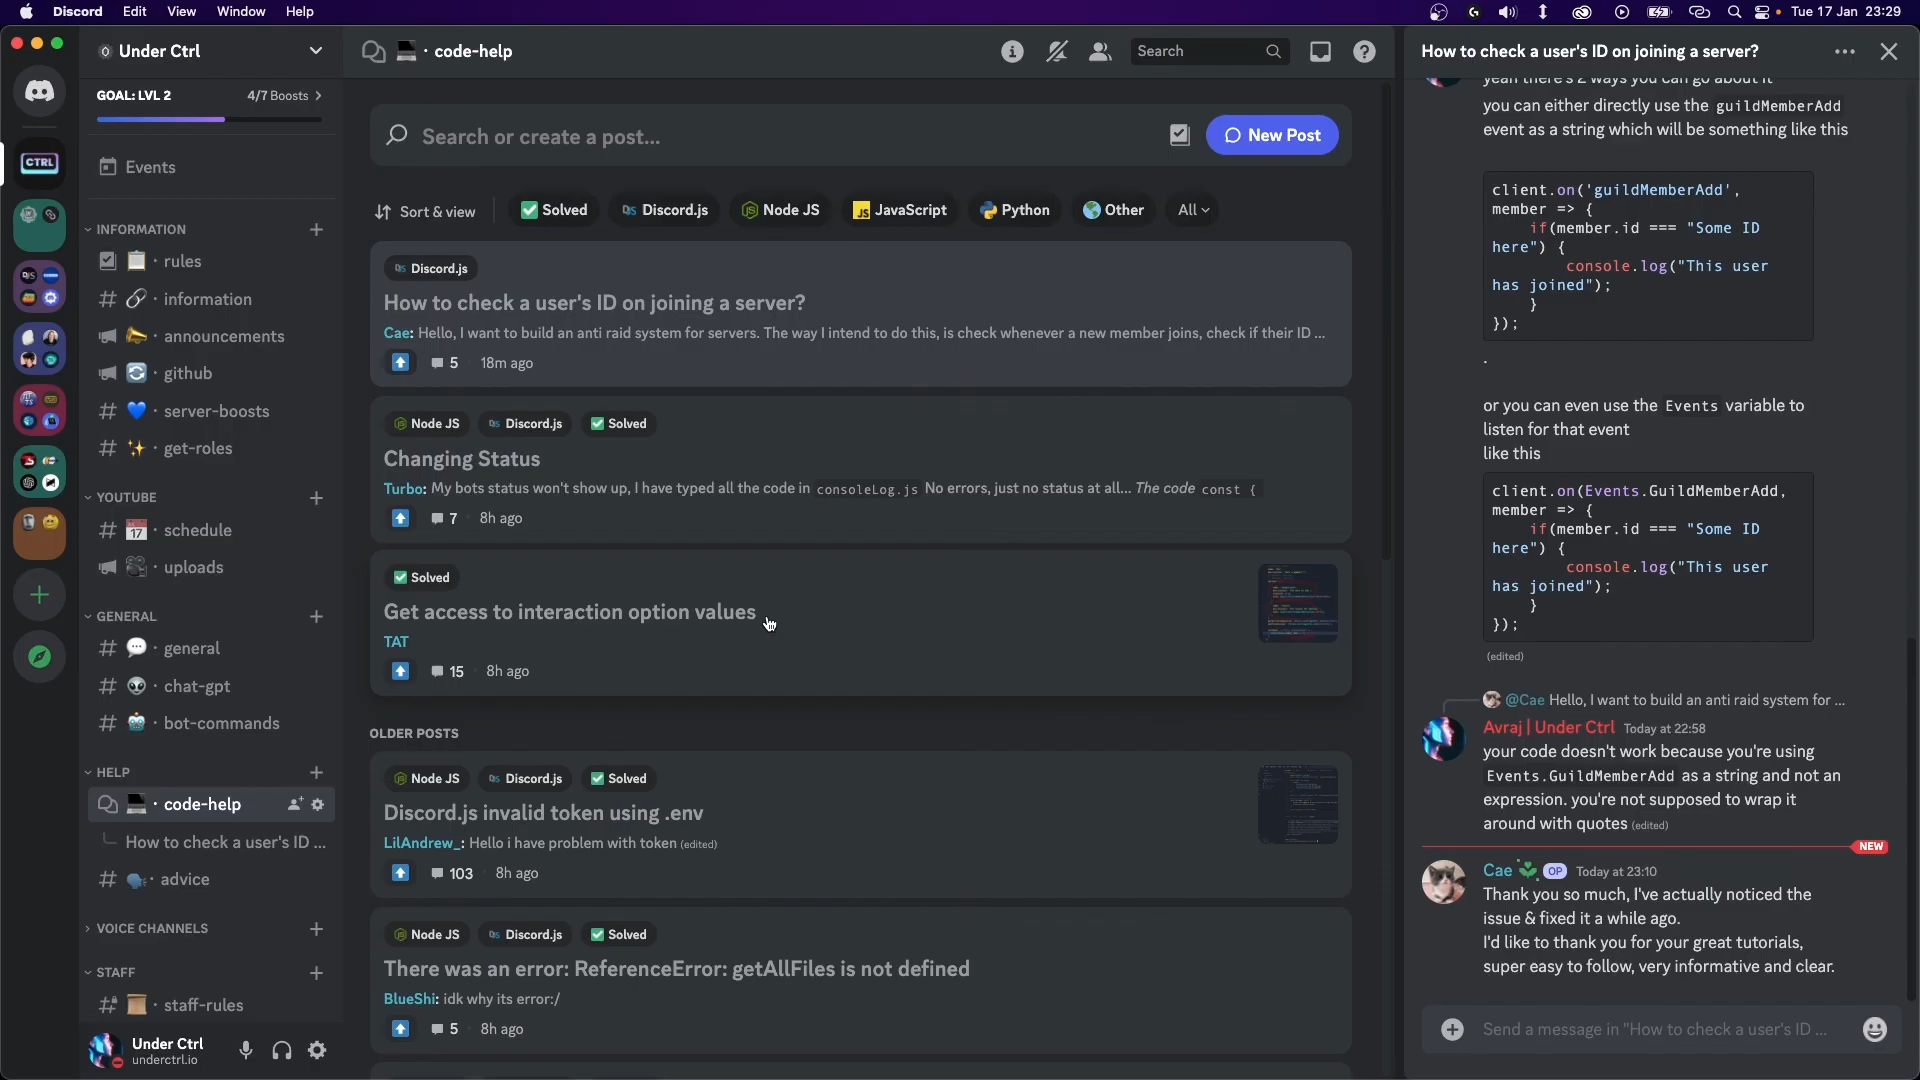 Discord Edit View Window Help
Tue 17 Jan 23:29
Under Ctrl
GOAL: LVL 2 4/7 Boosts
CTRL
Events
INFORMATION
rules
information
announcements
github
server-boosts
get-roles
YOUTUBE
17 · schedule
uploads
GENERAL
general
chat-gpt
bot-commands
HELP
code-help
How to check a user's ID ...
advice
VOICE CHANNELS
STAFF
staff-rules
Under Ctrl
underctrl.io
· code-help
Search
Search or create a post...
New Post
Sort & view
Solved
Discord.js
Node JS
JS JavaScript
Python
Other
All
Discord.js
How to check a user's ID on joining a server?
Cae: Hello, I want to build an anti raid system for servers. The way I intend to do this, is check whenever a new member joins, check if their ID ...
5 18m ago
Node JS Discord.js Solved
Changing Status
Turbo: My bots status won't show up, I have typed all the code in consoleLog.js No errors, just no status at all... The code const {
7 8h ago
Solved
Get access to interaction option values
TAT
15 8h ago
OLDER POSTS
Node JS Discord.js Solved
Discord.js invalid token using .env
LilAndrew_: Hello i have problem with token (edited)
103 8h ago
Node JS Discord.js Solved
There was an error: ReferenceError: getAllFiles is not defined
BlueShi: idk why its error:/
5 8h ago
How to check a user's ID on joining a server?
yeah there's 2 ways you can go about it
you can either directly use the guildMemberAdd
event as a string which will be something like this
client.on('guildMemberAdd',
member => {
if(member.id === "Some ID
here") {
console.log("This user
has joined");
}
});
.
or you can even use the Events variable to
listen for that event
like this
client.on(Events.GuildMemberAdd,
member => {
if(member.id === "Some ID
here") {
console.log("This user
has joined");
}
});
(edited)
@Cae Hello, I want to build an anti raid system for ...
Avraj | Under Ctrl Today at 22:58
your code doesn't work because you're using
Events.GuildMemberAdd as a string and not an
expression. you're not supposed to wrap it
around with quotes (edited)
NEW
Cae OP Today at 23:10
Thank you so much, I've actually noticed the
issue & fixed it a while ago.
I'd like to thank you for your great tutorials,
super easy to follow, very informative and clear.
Send a message in "How to check a user's ID ...